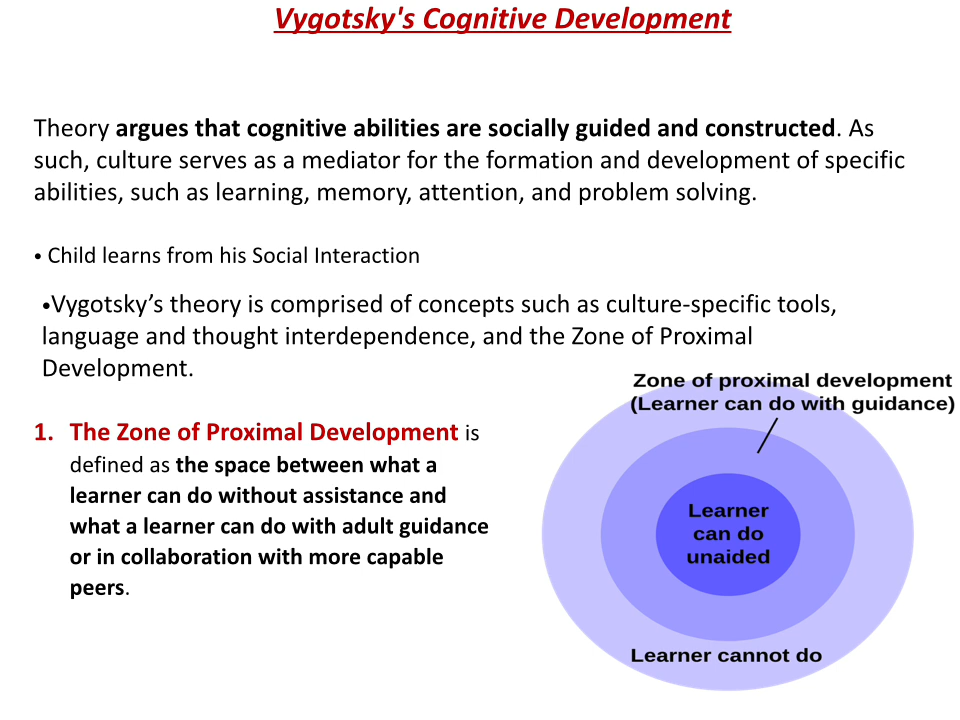 Vygotsky's Cognitive Development
Theory argues that cognitive abilities are socially guided and constructed. As
such, culture serves as a mediator for the formation and development of specific
abilities, such as learning, memory, attention, and problem solving.
• Child learns from his Social Interaction
•Vygotsky’s theory is comprised of concepts such as culture-specific tools,
language and thought interdependence, and the Zone of Proximal
Development.
1. The Zone of Proximal Development is
defined as the space between what a
learner can do without assistance and
what a learner can do with adult guidance
or in collaboration with more capable
peers.
Zone of proximal development
(Learner can do with guidance)
Learner
can do
unaided
Learner cannot do